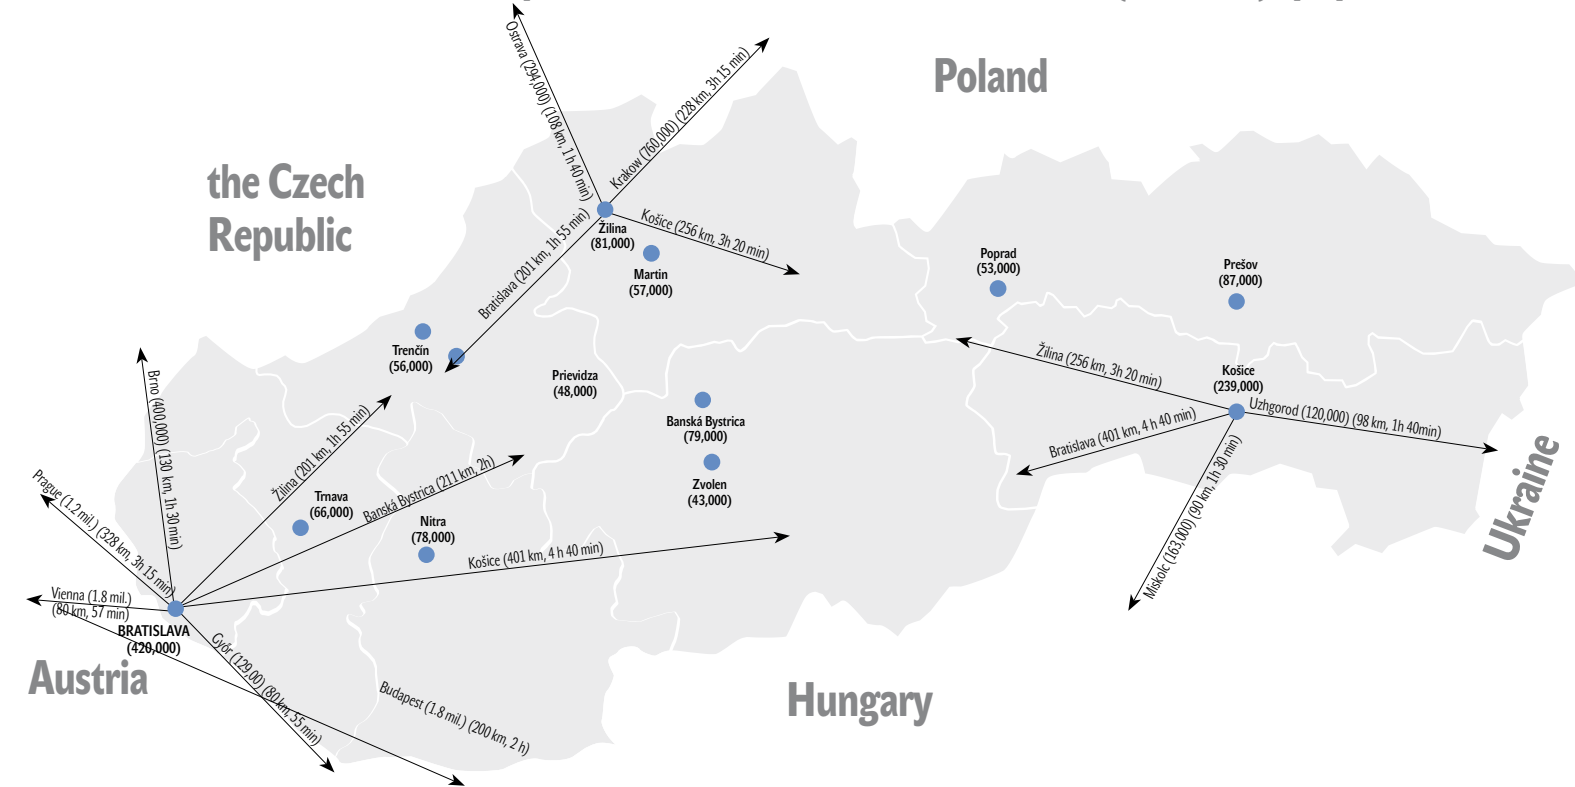 Poland
the Czech
Republic
Ostrava (294,000) (108 km, 1 h 40 min)
Krakow (760,000) (228 km, 3h 15 min)
Žilina
(81,000)
Košice (256 km, 3h 20 min)
Bratislava (201 km, 1h 55 min)
Martin
(57,000)
Poprad
(53,000)
Prešov
(87,000)
Trenčín
(56,000)
Prievidza
(48,000)
Banská Bystrica
(79,000)
Zvolen
(43,000)
Žilina (256 km, 3h 20 min)
Košice
(239,000)
Uzhgorod (120,000) (98 km, 1h 40min)
Bratislava (401 km, 4 h 40 min)
Miskolc (163,000) (90 km, 1h 30 min)
Ukraine
Brno (400,000) (130 km, 1h 30 min)
Žilina (201 km, 1h 55 min)
Trnava
(66,000)
Banská Bystrica (211 km, 2h)
Nitra
(78,000)
Košice (401 km, 4 h 40 min)
Prague (1.2 mil.) (328 km, 3h 15 min)
Vienna (1.8 mil.)
(80 km, 57 min)
BRATISLAVA
(420,000)
Győr (129,00) (80 km, 55 min)
Budapest (1.8 mil.) (200 km, 2 h)
Austria
Hungary